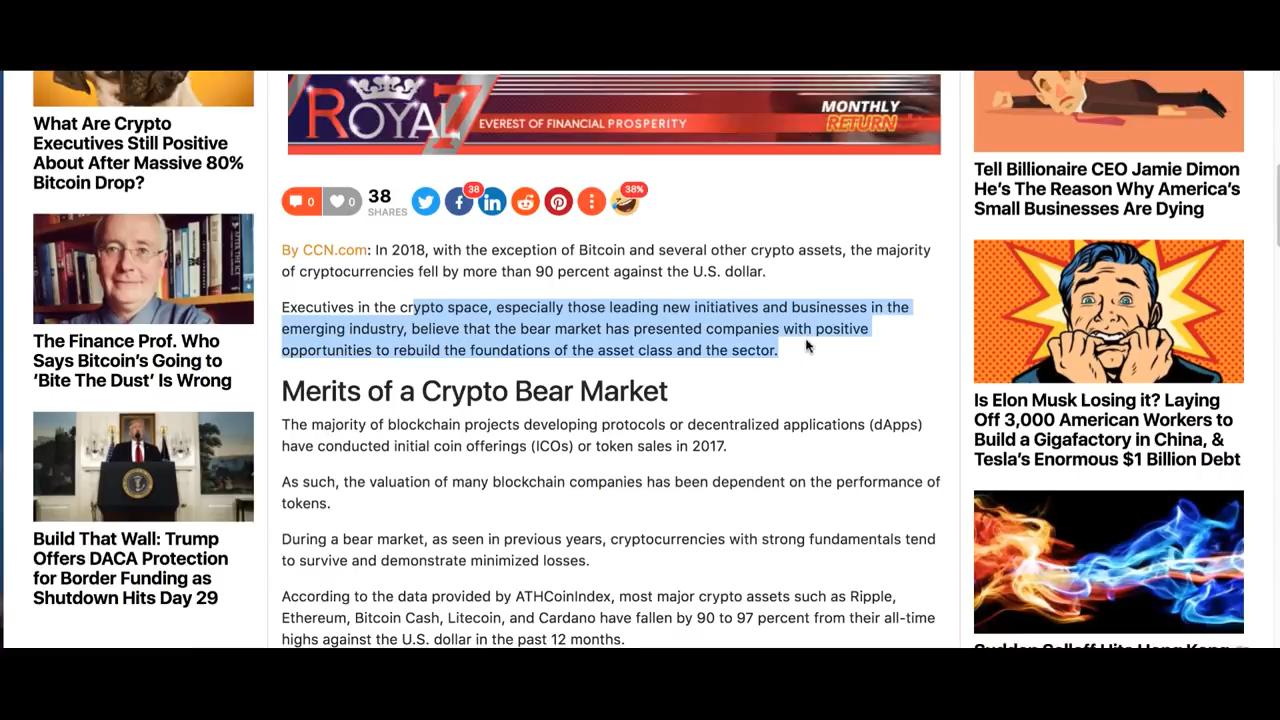 What Are Crypto
Executives Still Positive
About After Massive 80%
Bitcoin Drop?
The Finance Prof. Who
Says Bitcoin's Going to
'Bite The Dust' Is Wrong
Build That Wall: Trump
Offers DACA Protection
for Border Funding as
Shutdown Hits Day 29
ROYAL7
EVEREST OF FINANCIAL PROSPERITY
MONTHLY
RETURN
0
0
38
SHARES
38
38%
By CCN.com: In 2018, with the exception of Bitcoin and several other crypto assets, the majority
of cryptocurrencies fell by more than 90 percent against the U.S. dollar.
Executives in the crypto space, especially those leading new initiatives and businesses in the
emerging industry, believe that the bear market has presented companies with positive
opportunities to rebuild the foundations of the asset class and the sector.
Merits of a Crypto Bear Market
The majority of blockchain projects developing protocols or decentralized applications (dApps)
have conducted initial coin offerings (ICOs) or token sales in 2017.
As such, the valuation of many blockchain companies has been dependent on the performance of
tokens.
During a bear market, as seen in previous years, cryptocurrencies with strong fundamentals tend
to survive and demonstrate minimized losses.
According to the data provided by ATHCoinIndex, most major crypto assets such as Ripple,
Ethereum, Bitcoin Cash, Litecoin, and Cardano have fallen by 90 to 97 percent from their all-time
highs against the U.S. dollar in the past 12 months.
Tell Billionaire CEO Jamie Dimon
He's The Reason Why America's
Small Businesses Are Dying
Is Elon Musk Losing it? Laying
Off 3,000 American Workers to
Build a Gigafactory in China, &
Tesla's Enormous $1 Billion Debt